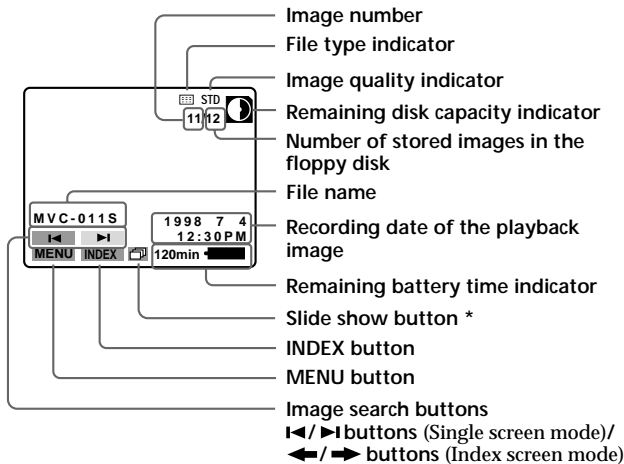 Image number
File type indicator
Image quality indicator
Remaining disk capacity indicator
Number of stored images in the
floppy disk
File name
Recording date of the playback
image
Remaining battery time indicator
Slide show button *
INDEX button
MENU button
Image search buttons
/ buttons (Single screen mode)/
/ buttons (Index screen mode)
STD
11/12
MVC-011S
1998 7 4
12:30PM
MENU INDEX 120min